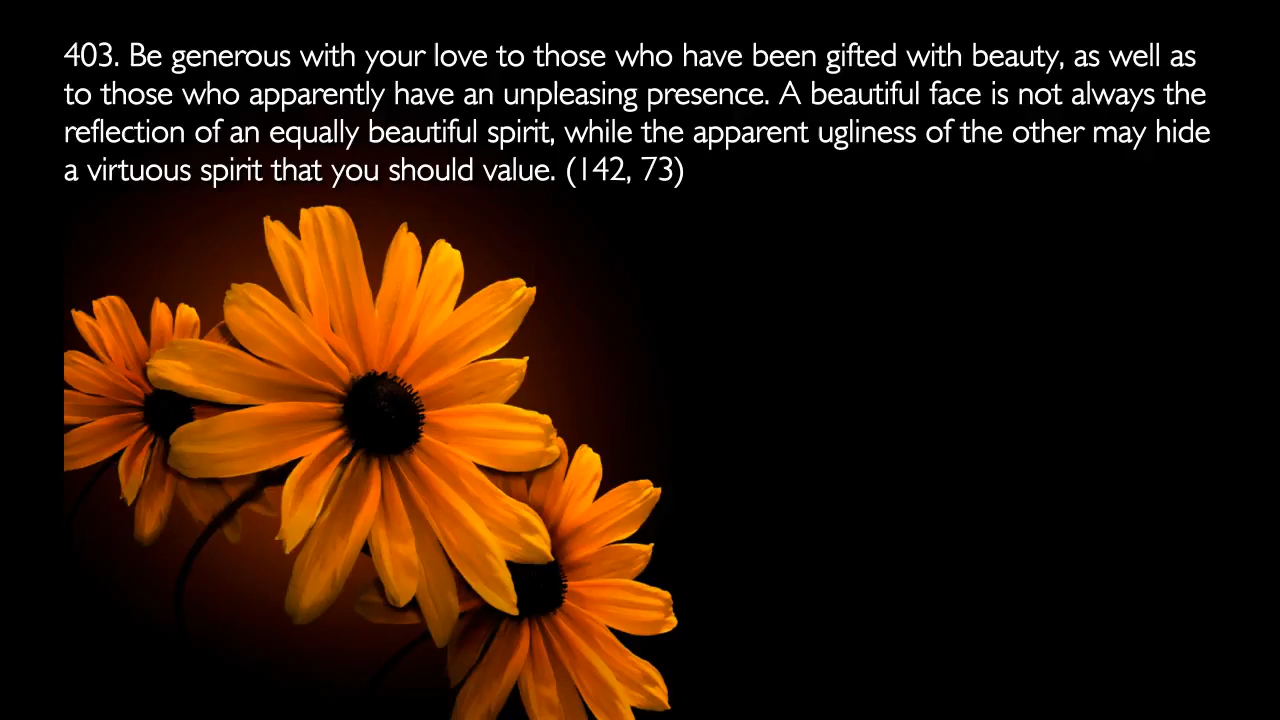 403. Be generous with your love to those who have been gifted with beauty, as well as
to those who apparently have an unpleasing presence. A beautiful face is not always the
reflection of an equally beautiful spirit, while the apparent ugliness of the other may hide
a virtuous spirit that you should value. (142, 73)